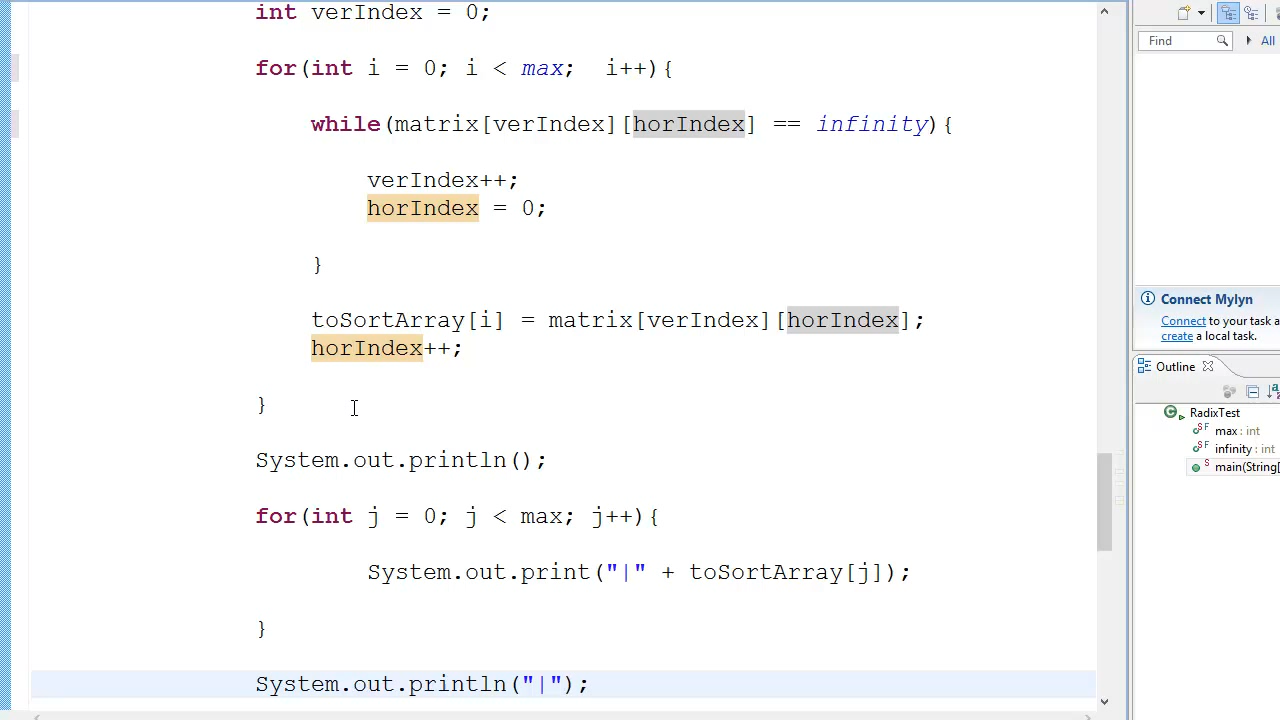 int verIndex = 0;
for(int i = 0; i < max;  i++){
while(matrix[verIndex][horIndex] == infinity){
verIndex++;
horIndex = 0;
}
toSortArray[i] = matrix[verIndex][horIndex];
horIndex++;
}
System.out.println();
for(int j = 0; j < max; j++){
System.out.print("|" + toSortArray[j]);
}
System.out.println("|");
Find
All
Connect Mylyn
Connect to your task a
create a local task.
Outline
RadixTest
max : int
infinity : int
main(String[